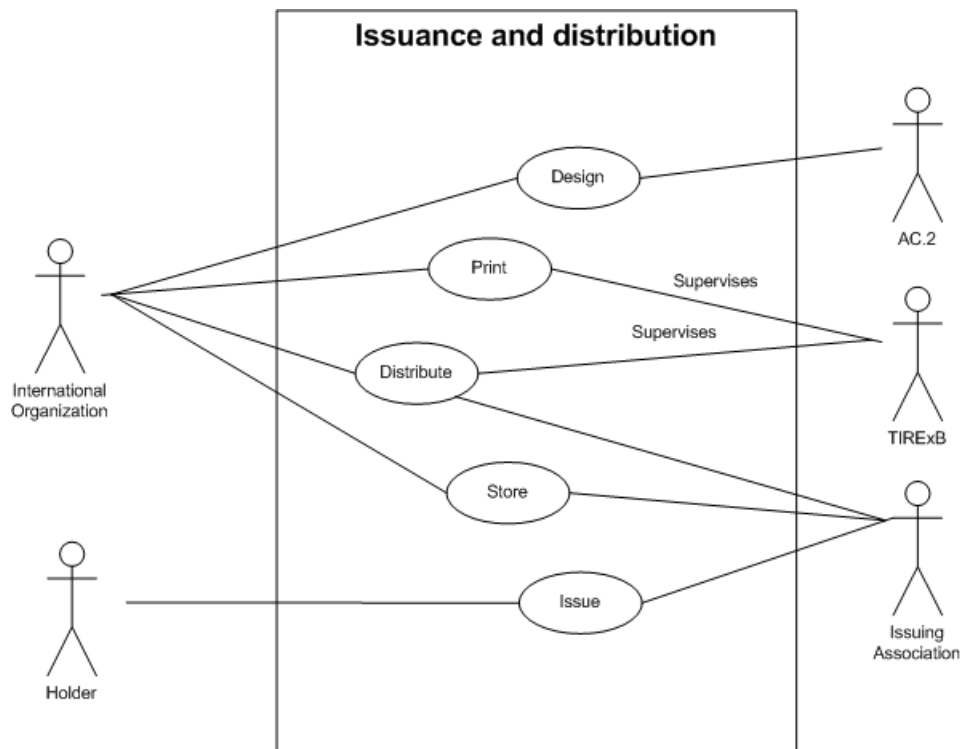 Issuance and distribution
Design
AC.2
Print
Supervises
Supervises
International
Organization
Distribute
TIRExB
Store
Issue
Holder
Issuing
Association